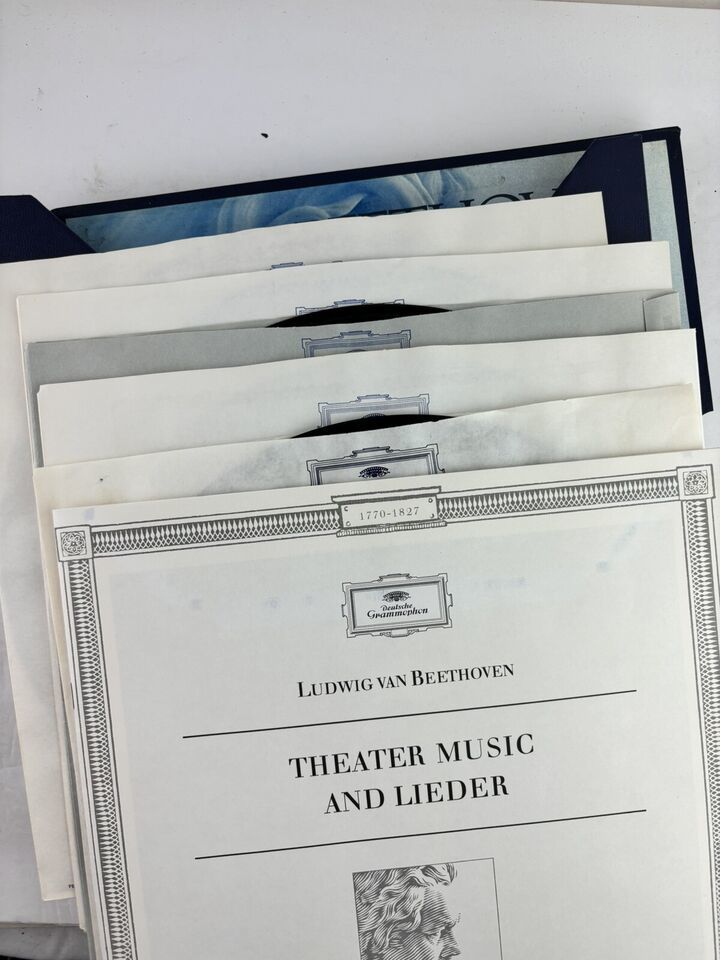 1770-1827
Deutsche
Grammophon
LUDWIG VAN BEETHOVEN
THEATER MUSIC
AND LIEDER